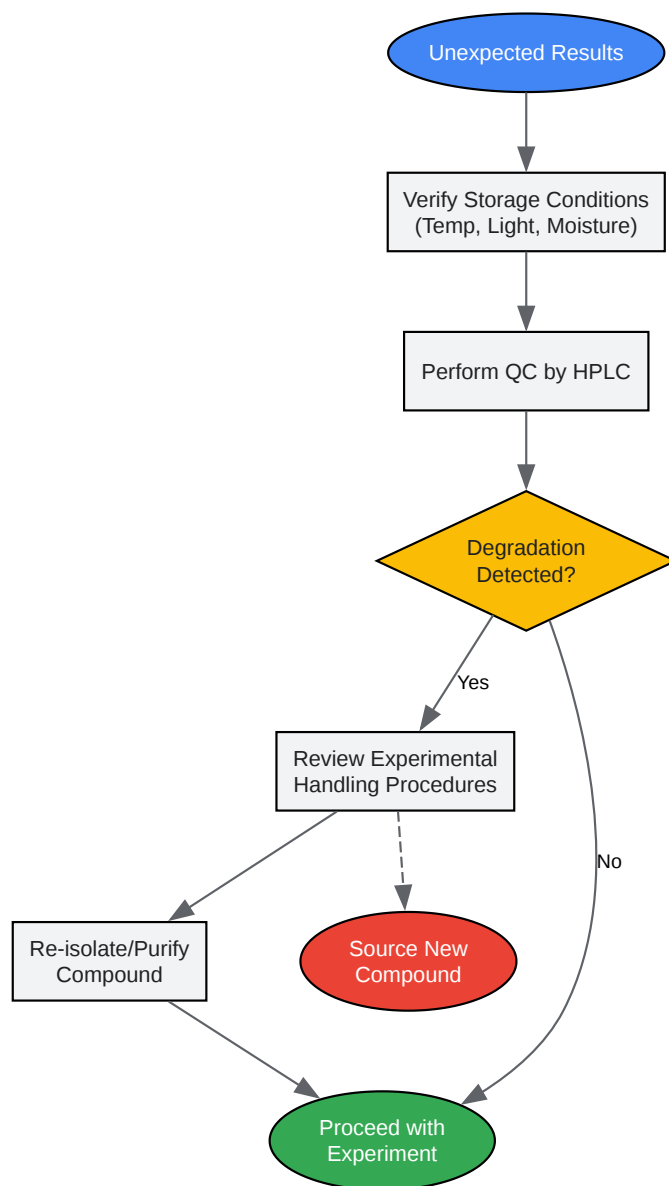 Unexpected Results
Verify Storage Conditions
(Temp, Light, Moisture)
Perform QC by HPLC
Degradation
Detected?
Yes
Review Experimental
Handling Procedures
No
Re-isolate/Purify
Compound
Source New
Compound
Proceed with
Experiment